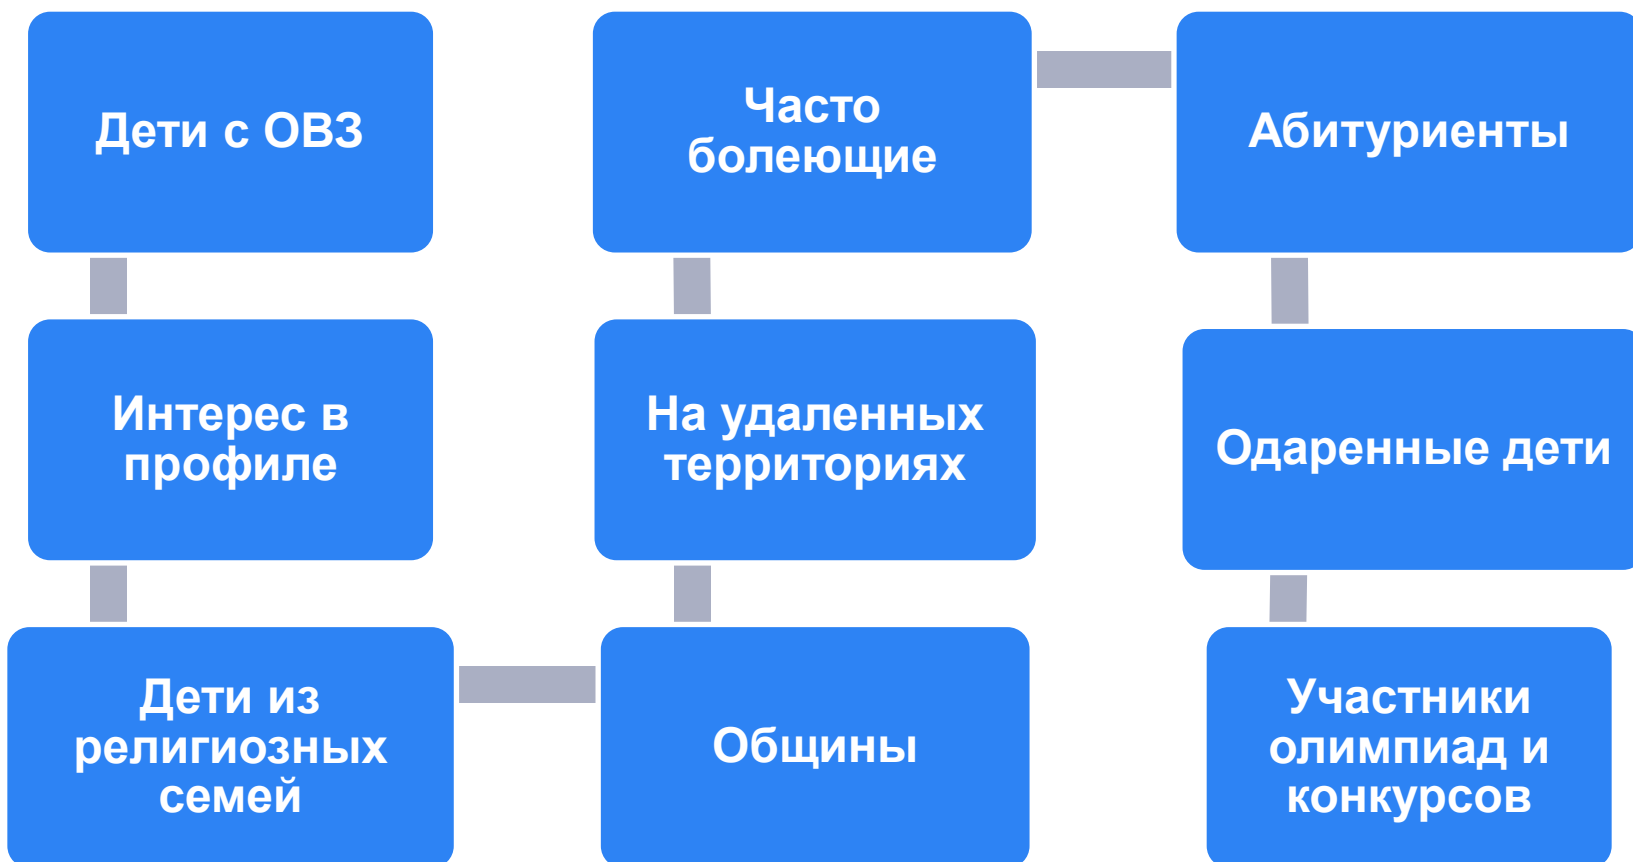 Дети с ОВЗ
Интерес в
профиле
Дети из
религиозных
семей
Общины
На удаленных
территориях
Часто
болеющие
Абитуриенты
Одаренные дети
Участники
олимпиад и
конкурсов